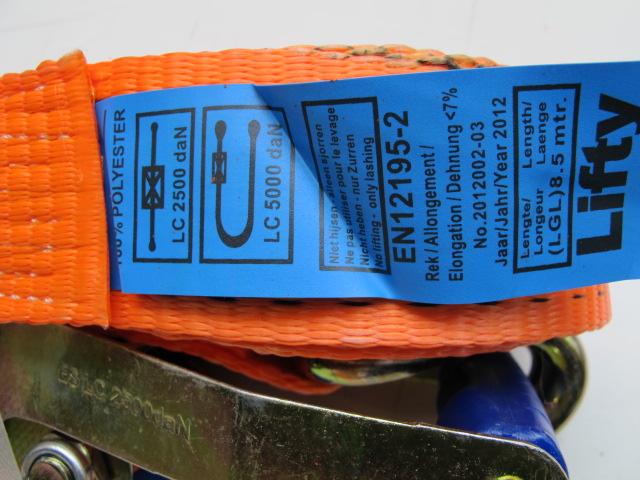 Lifty
Lengte/ Length/
Longeur Laenge
(LGL)8.5 mtr.
Jaar/Jahr/Year 2012
No.2012002-03
Elongation / Dehnung <7%
Rek / Allongement /
EN12195-2
No lifting - only lashing
Nicht heben - nur Zurren
Ne pas utiliser pour le levage
Niet hijsen, alleen sjorren
LC 5000 daN
LC 2500 daN
100% POLYESTER
LC 2500daN